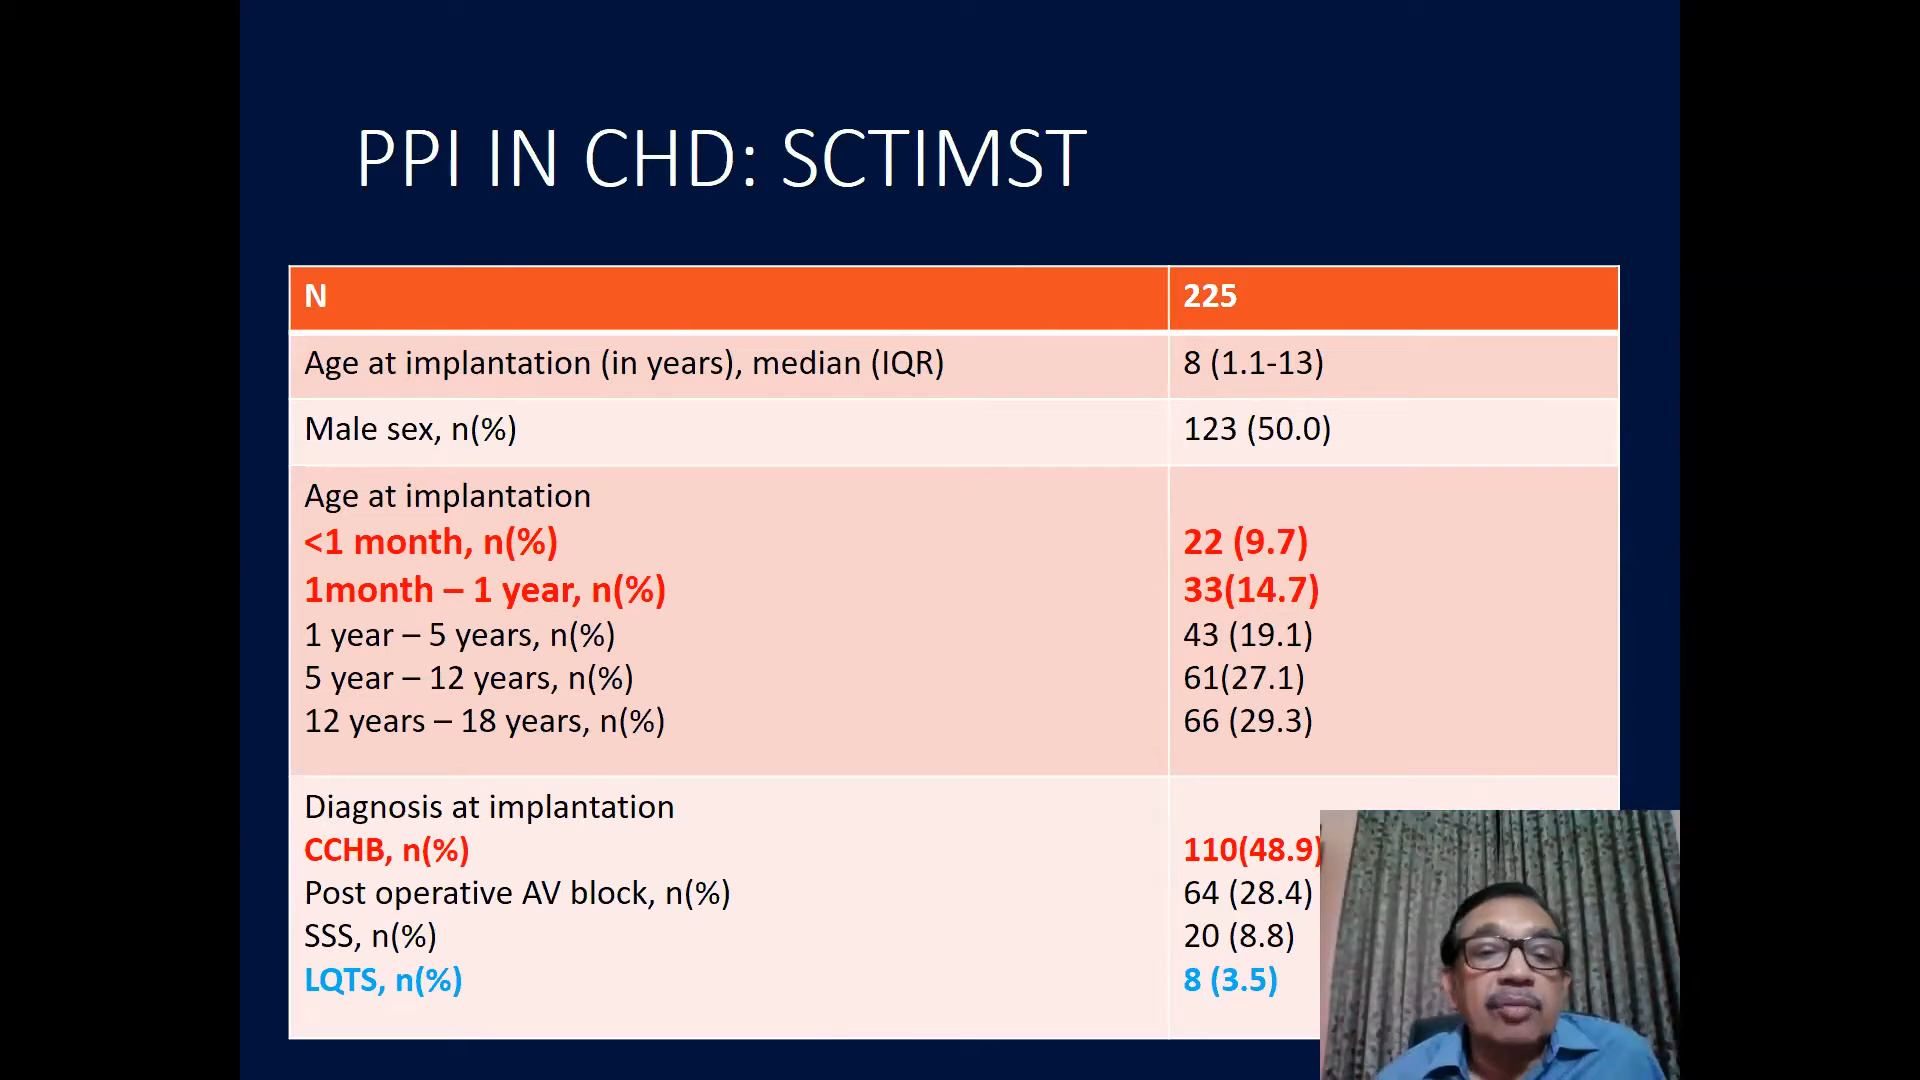 PPI IN CHD: SCTIMST
N 225
Age at implantation (in years), median (IQR) 8 (1.1-13)
Male sex, n(%) 123 (50.0)
Age at implantation
<1 month, n(%) 22 (9.7)
1month – 1 year, n(%) 33(14.7)
1 year – 5 years, n(%) 43 (19.1)
5 year – 12 years, n(%) 61(27.1)
12 years – 18 years, n(%) 66 (29.3)
Diagnosis at implantation
CCHB, n(%) 110(48.9)
Post operative AV block, n(%) 64 (28.4)
SSS, n(%) 20 (8.8)
LQTS, n(%) 8 (3.5)